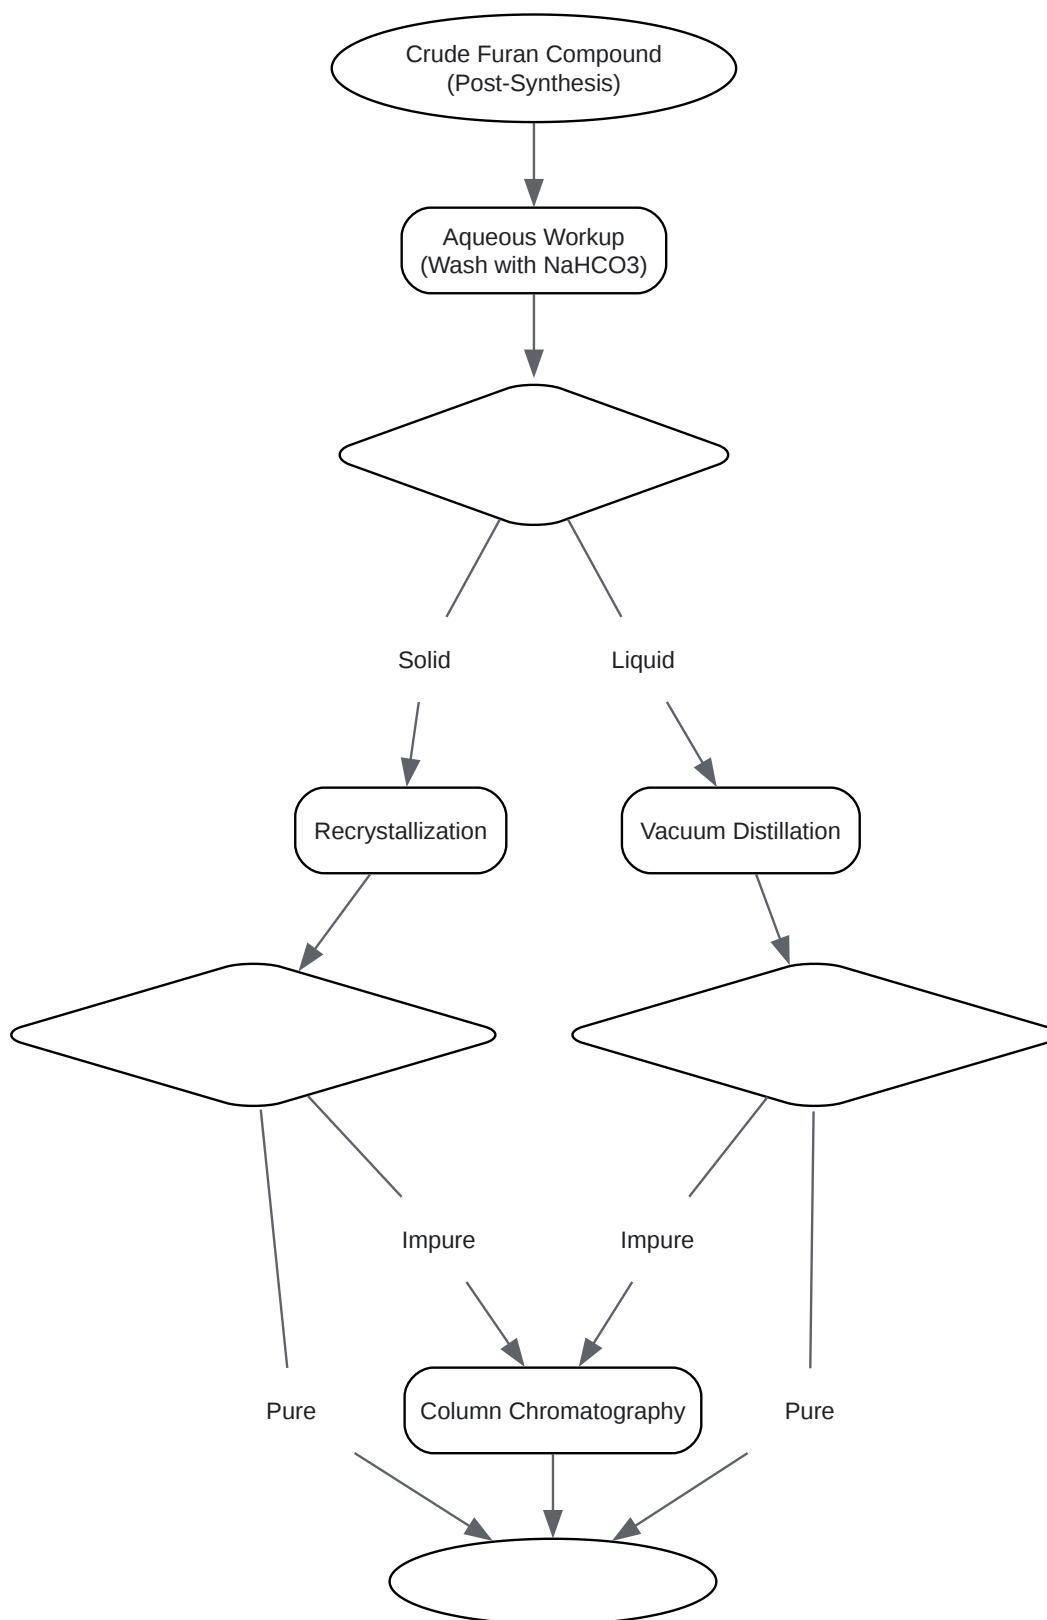 Crude Furan Compound
(Post-Synthesis)
Aqueous Workup
(Wash with NaHCO3)
Solid
Liquid
Recrystallization
Vacuum Distillation
Impure
Impure
Pure
Column Chromatography
Pure